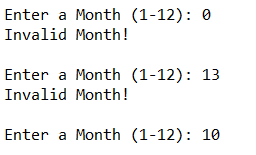 Enter a Month (1-12): 0
Invalid Month!
Enter a Month (1-12): 13
Invalid Month!
Enter a Month (1-12): 10